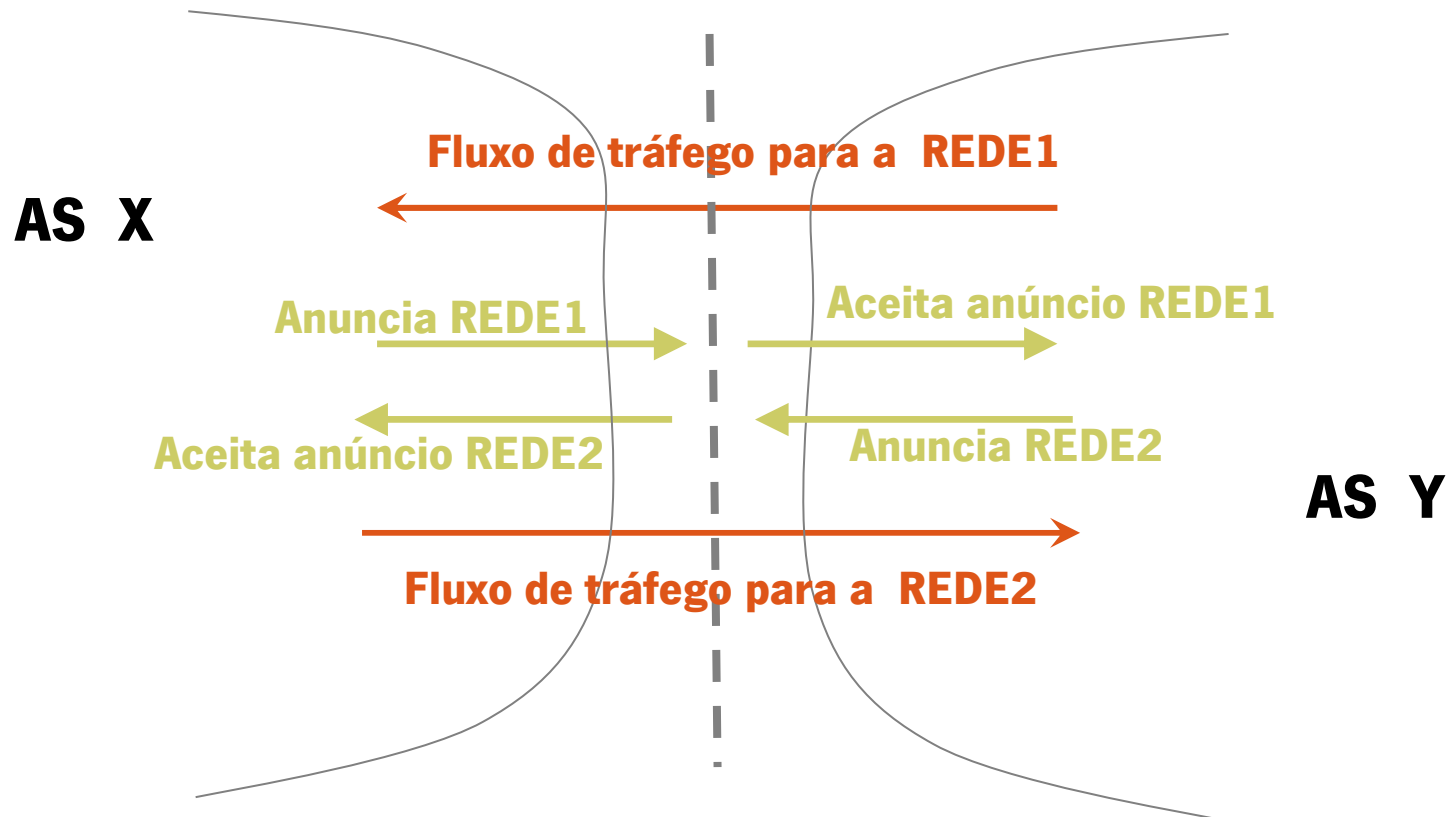 Fluxo de tráfego para a REDE1
AS X
Anuncia REDE1
Aceita anúncio REDE1
Aceita anúncio REDE2
Anuncia REDE2
AS Y
Fluxo de tráfego para a REDE2